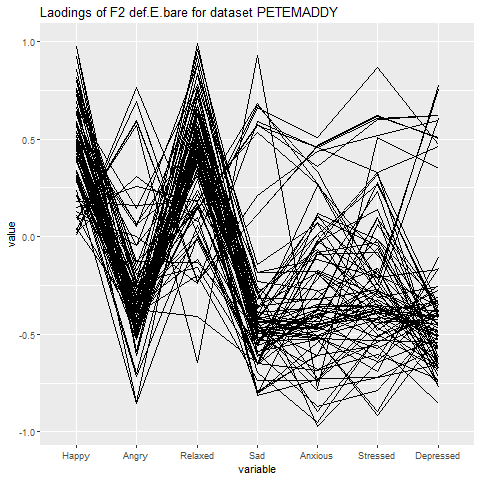 Laodings of F2 def.E.bare for dataset PETEMADDY
1.0
0.5
0.0
-0.5
-1.0
value
Happy Angry Relaxed Sad Anxious Stressed Depressed
variable